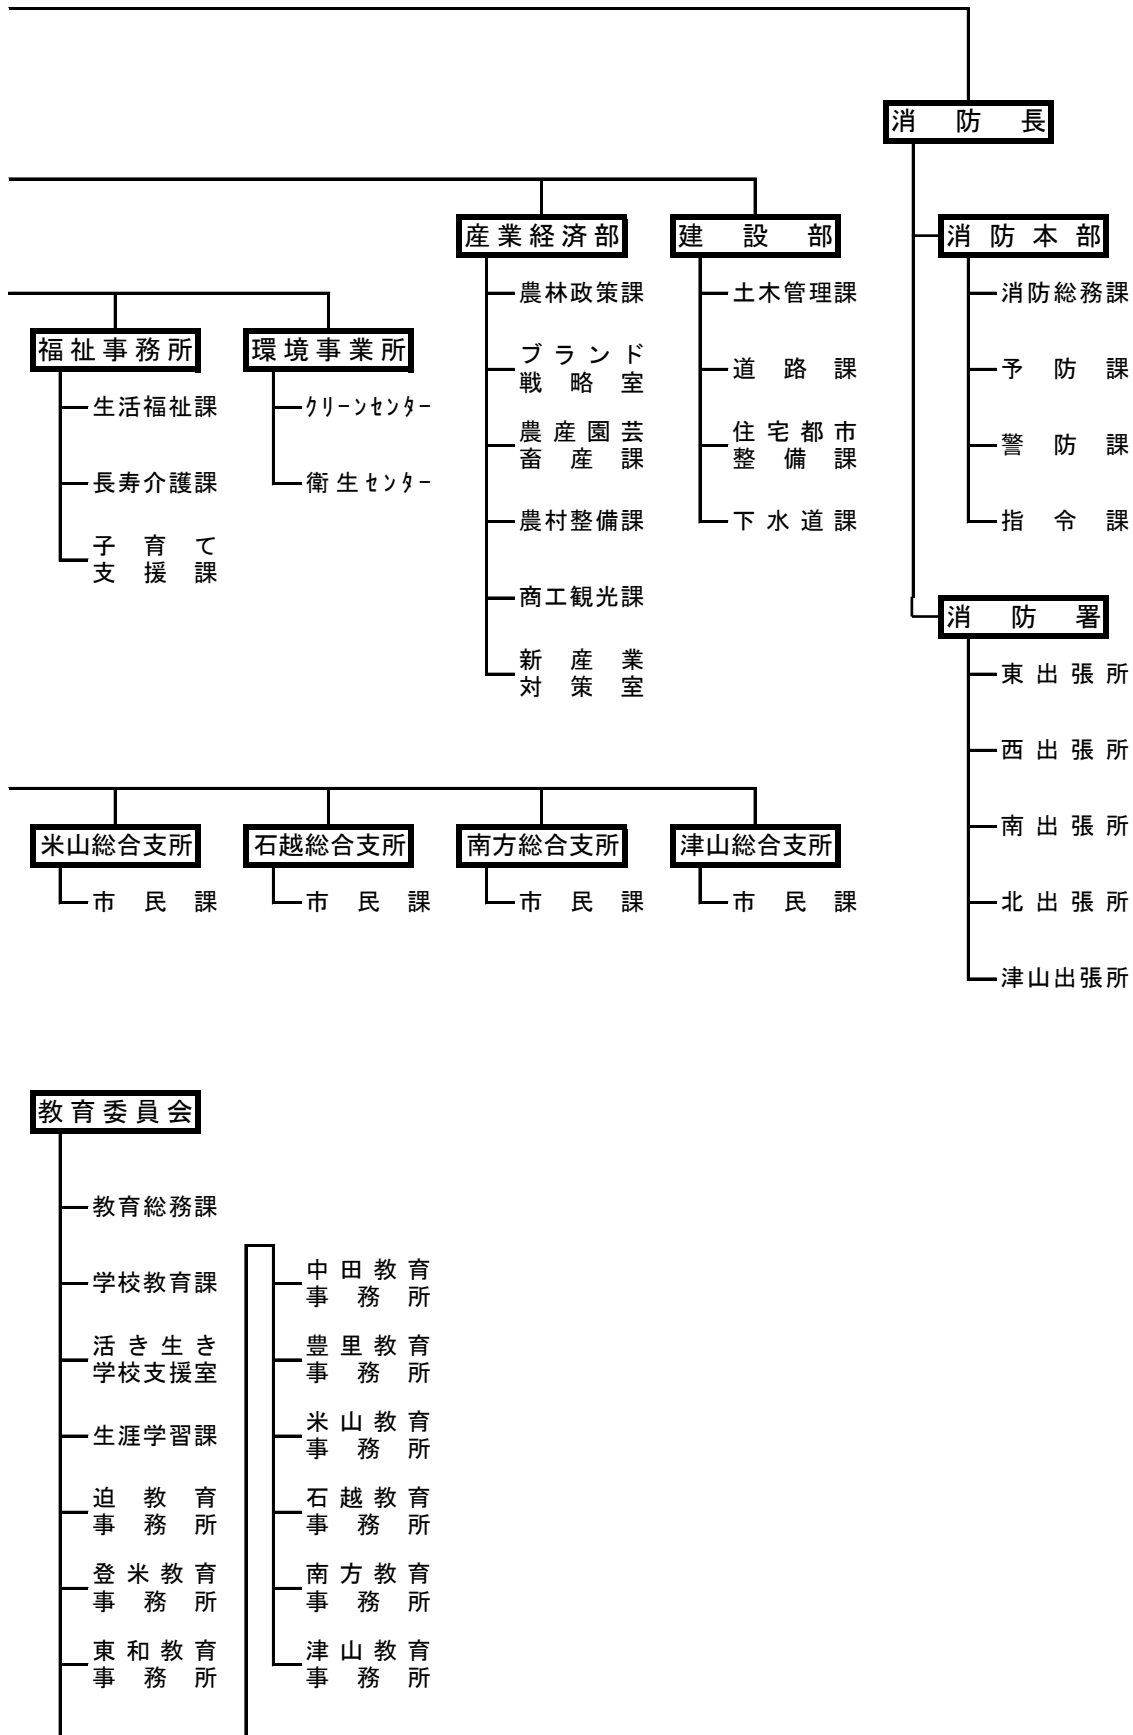 消防長
産業経済部
建設部
消防本部
農林政策課
土木管理課
消防総務課
福祉事務所
環境事業所
ブランド
戦略室
道路課
予防課
生活福祉課
クリーンセンター
農産園芸
畜産課
住宅都市
整備課
警防課
長寿介護課
衛生センター
農村整備課
下水道課
指令課
子育て
支援課
商工観光課
消防署
新産業
対策室
東出張所
西出張所
米山総合支所
石越総合支所
南方総合支所
津山総合支所
南出張所
市民課
市民課
市民課
市民課
北出張所
津山出張所
教育委員会
教育総務課
学校教育課
活き生き
学校支援室
生涯学習課
迫教育
事務所
登米教育
事務所
東和教育
事務所
中田教育
事務所
豊里教育
事務所
米山教育
事務所
石越教育
事務所
南方教育
事務所
津山教育
事務所